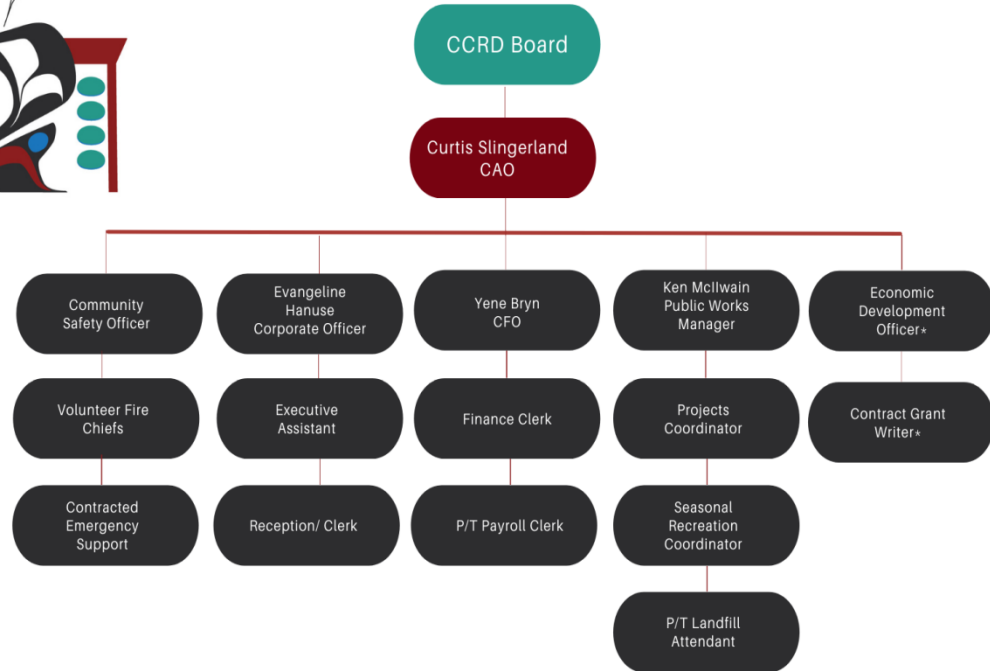 CCRD Board
Curtis Slingerland
CAO
Community
Safety Officer
Evangeline
Hanuse
Corporate Officer
Yene Bryn
CFO
Ken McIlwain
Public Works
Manager
Economic
Development
Officer*
Volunteer Fire
Chiefs
Executive
Assistant
Finance Clerk
Projects
Coordinator
Contract Grant
Writer*
Contracted
Emergency
Support
Reception/ Clerk
P/T Payroll Clerk
Seasonal
Recreation
Coordinator
P/T Landfill
Attendant